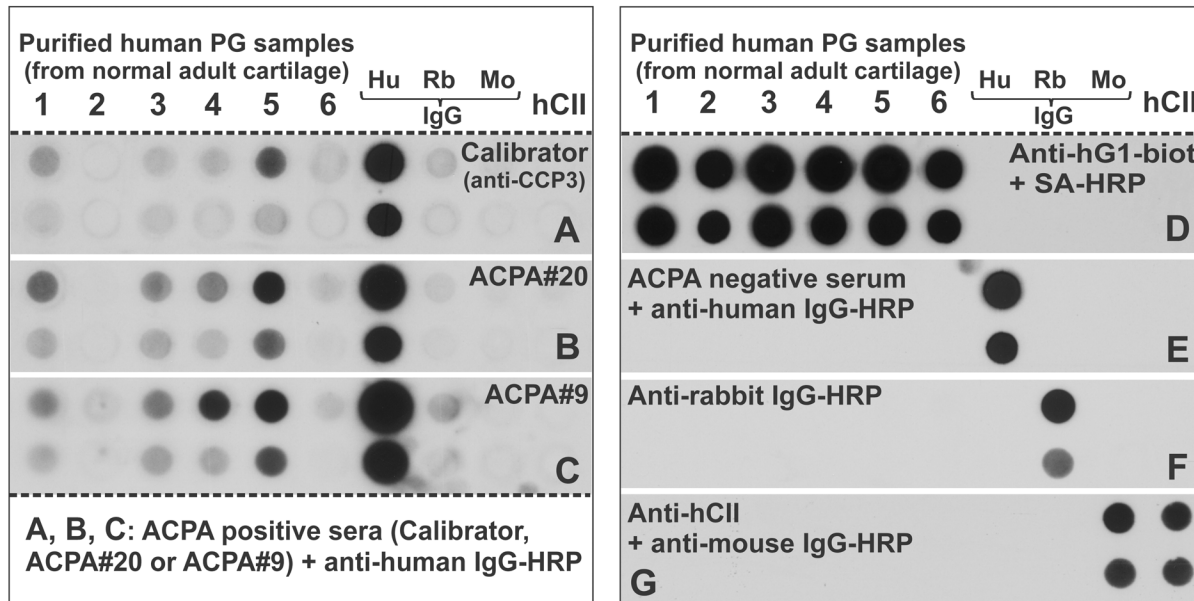 Purified human PG samples
(from normal adult cartilage)
Hu Rb Mo
1 2 3 4 5 6 hCII
IgG
Calibrator
(anti-CCP3)
A
ACPA#20
B
ACPA#9
C
A, B, C: ACPA positive sera (Calibrator,
ACPA#20 or ACPA#9) + anti-human IgG-HRP
Purified human PG samples
(from normal adult cartilage)
Hu Rb Mo
1 2 3 4 5 6 hCII
IgG
Anti-hG1-biot
+ SA-HRP
D
ACPA negative serum
+ anti-human IgG-HRP
E
Anti-rabbit IgG-HRP
F
Anti-hCII
+ anti-mouse IgG-HRP
G